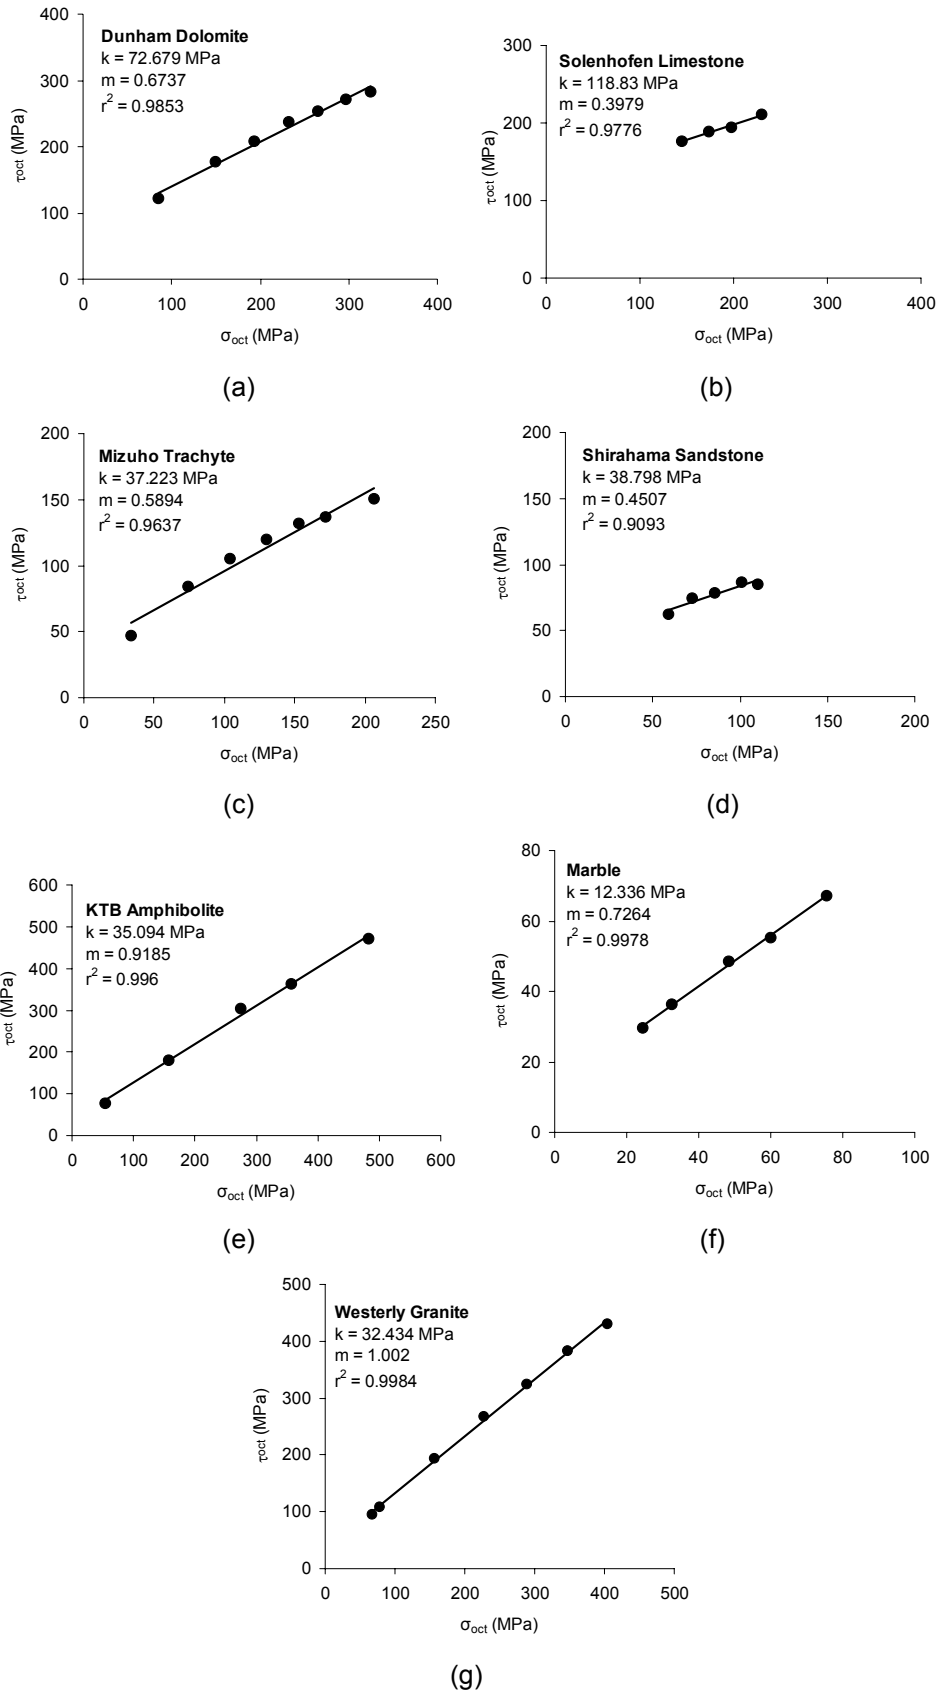 400
300
200
100
0
τoct (MPa)
Dunham Dolomite
k = 72.679 MPa
m = 0.6737
r² = 0.9853
0 100 200 300 400
σoct (MPa)
(a)
300
200
100
0
τoct (MPa)
Solenhofen Limestone
k = 118.83 MPa
m = 0.3979
r² = 0.9776
0 100 200 300 400
σoct (MPa)
(b)
200
150
100
50
0
τoct (MPa)
Mizuho Trachyte
k = 37.223 MPa
m = 0.5894
r² = 0.9637
0 50 100 150 200 250
σoct (MPa)
(c)
200
150
100
50
0
τoct (MPa)
Shirahama Sandstone
k = 38.798 MPa
m = 0.4507
r² = 0.9093
0 50 100 150 200
σoct (MPa)
(d)
600
500
400
300
200
100
0
τoct (MPa)
KTB Amphibolite
k = 35.094 MPa
m = 0.9185
r² = 0.996
0 100 200 300 400 500 600
σoct (MPa)
(e)
80
60
40
20
0
τoct (MPa)
Marble
k = 12.336 MPa
m = 0.7264
r² = 0.9978
0 20 40 60 80 100
σoct (MPa)
(f)
500
400
300
200
100
0
τoct (MPa)
Westerly Granite
k = 32.434 MPa
m = 1.002
r² = 0.9984
0 100 200 300 400 500
σoct (MPa)
(g)